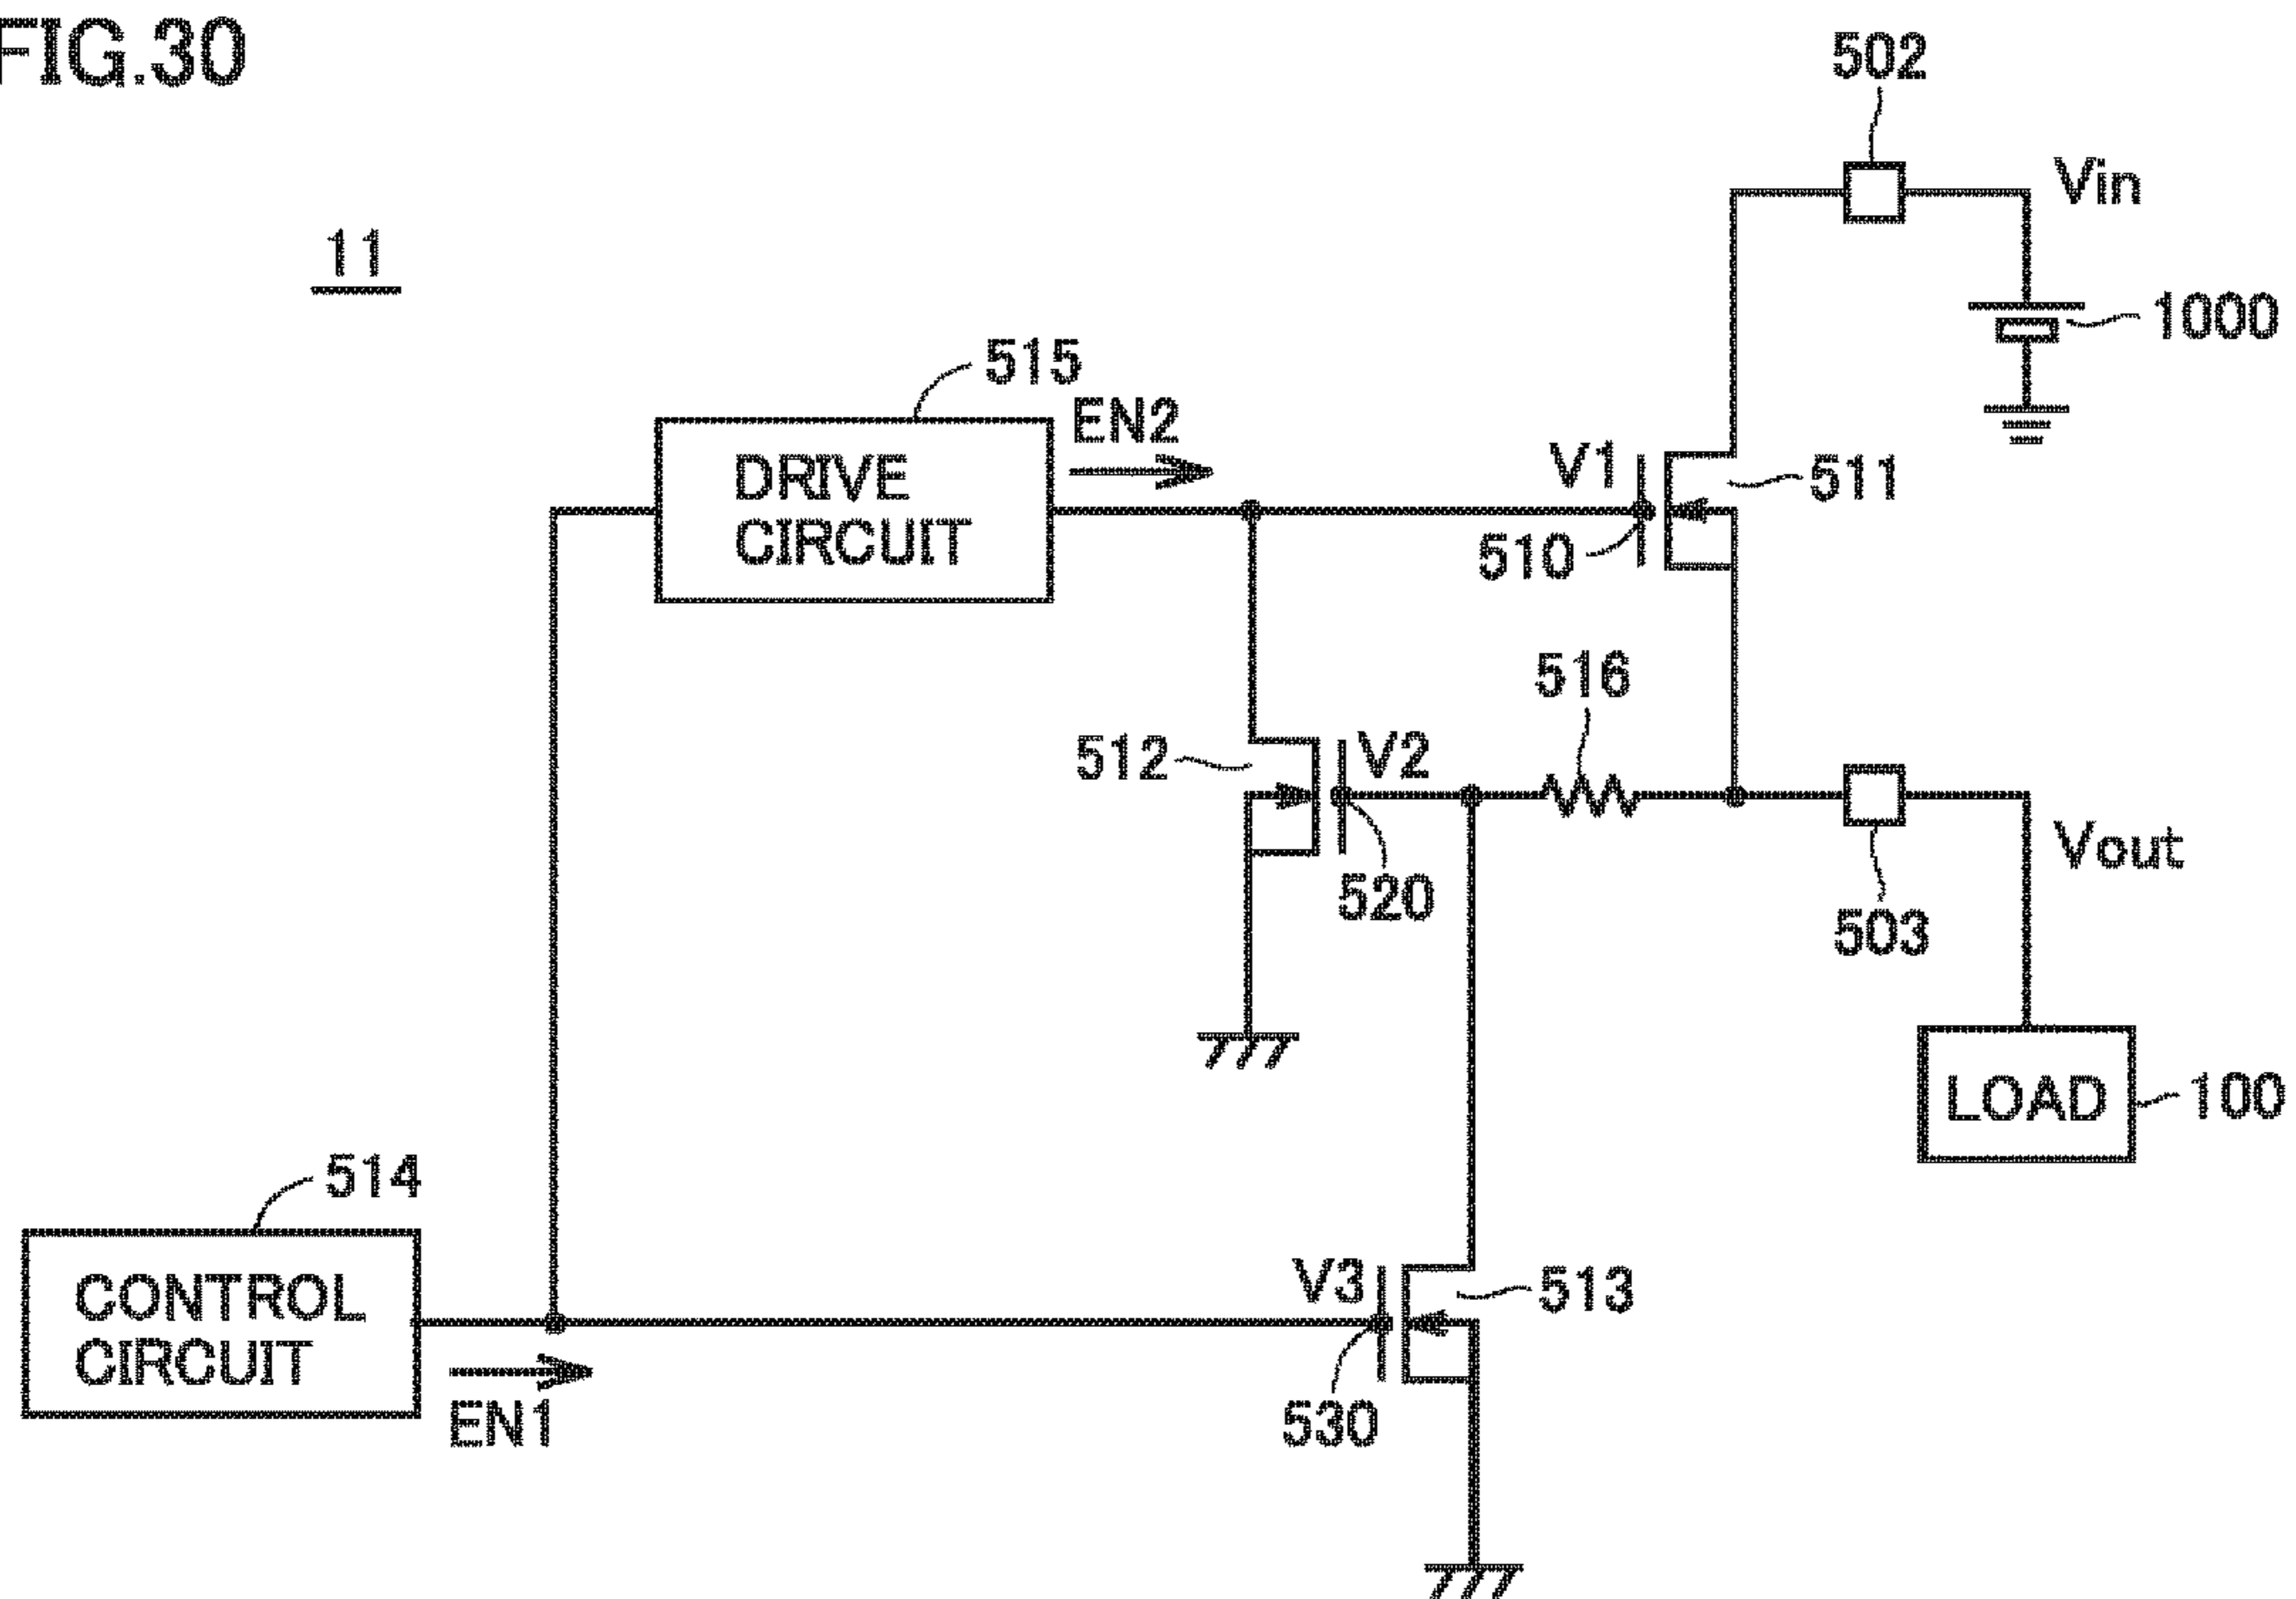 FIG.30
502
Vin
11
1000
515
EN2
DRIVE
CIRCUIT
V1
511
510
516
512
V2
520
Vout
503
LOAD
100
514
CONTROL
CIRCUIT
V3
513
EN1
530